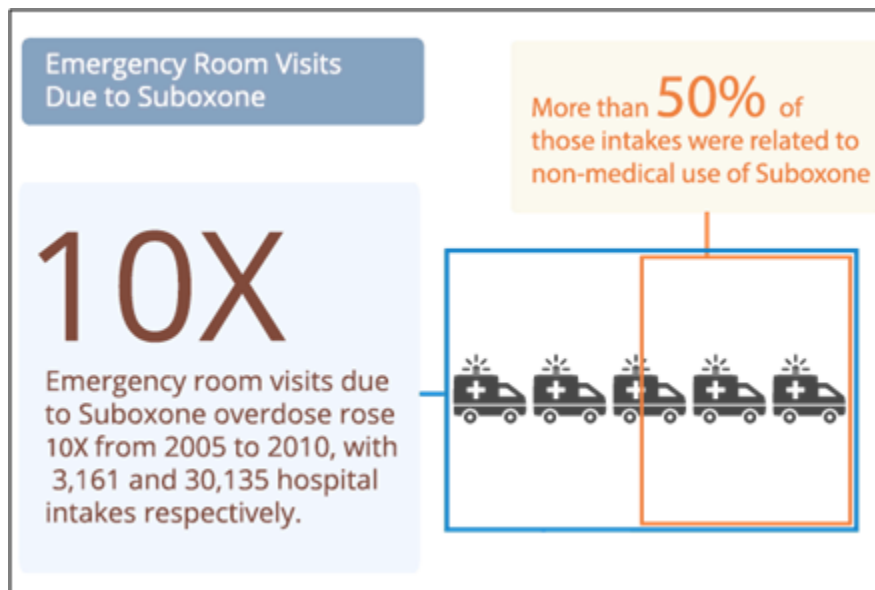 Emergency Room Visits
Due to Suboxone
More than 50% of
those intakes were related to
non-medical use of Suboxone
10X
Emergency room visits due
to Suboxone overdose rose
10X from 2005 to 2010, with
3,161 and 30,135 hospital
intakes respectively.